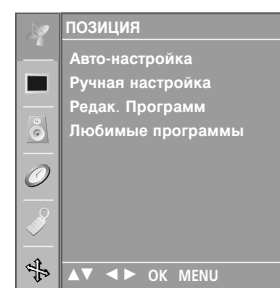 ПОЗИЦИЯ
Авто-настройка
Ручная настройка
Редак. Программ
Любимые программы
▲▼ ◄► OK MENU